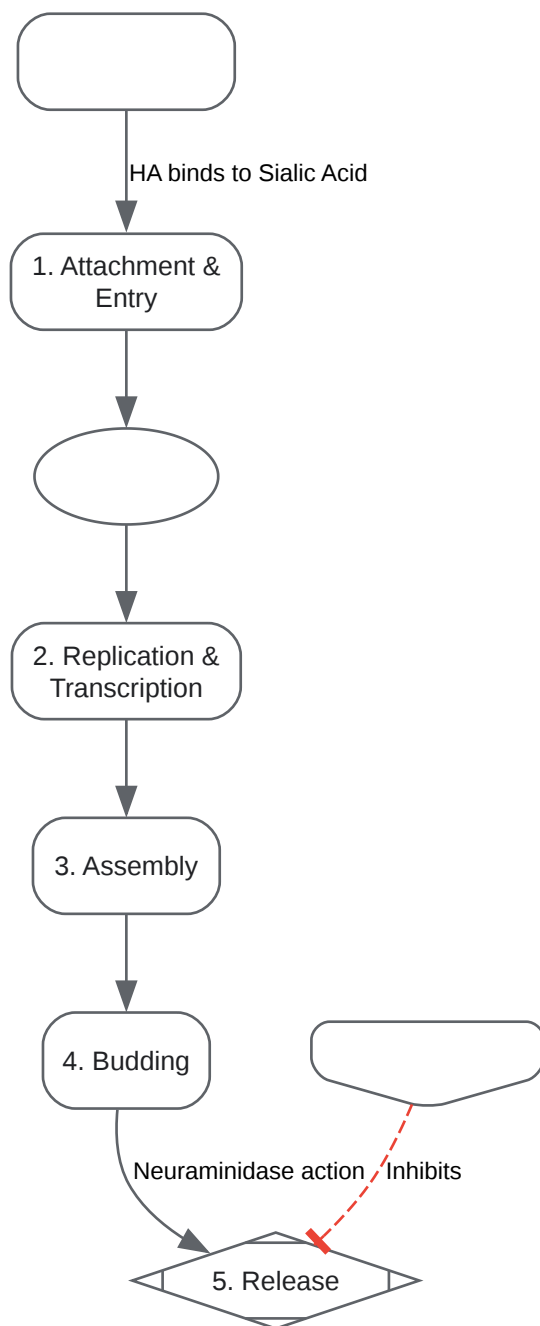 HA binds to Sialic Acid
1. Attachment &
Entry
2. Replication &
Transcription
3. Assembly
4. Budding
Neuraminidase action
Inhibits
5. Release